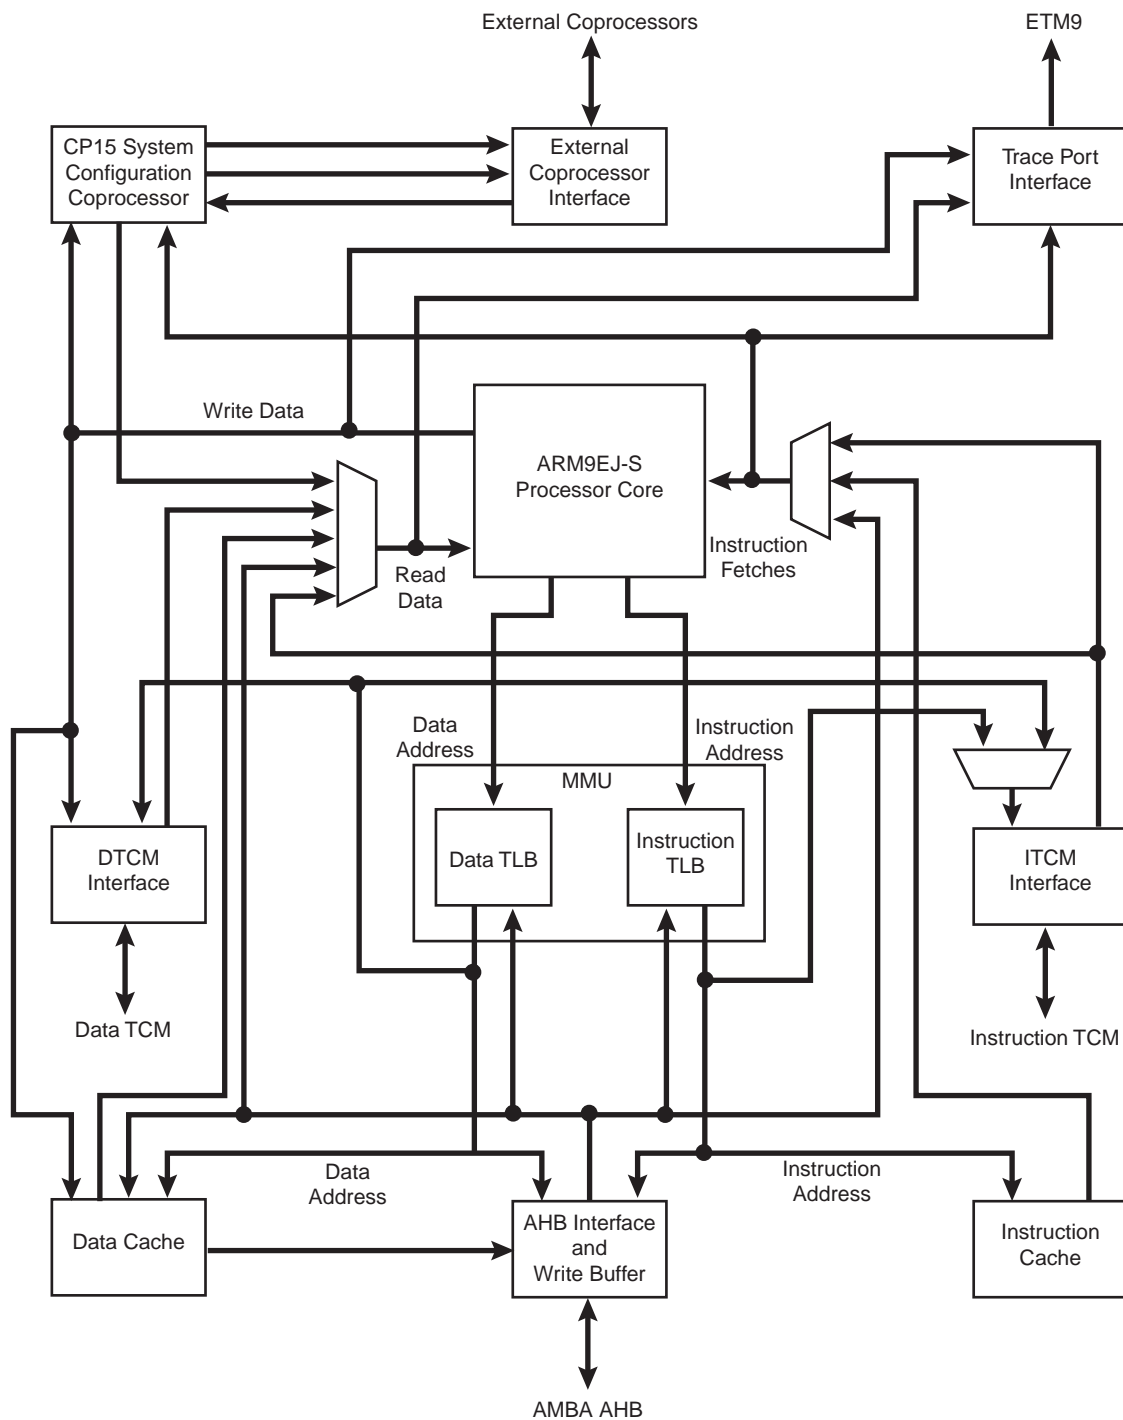 External Coprocessors
ETM9
CP15 System
Configuration
Coprocessor
External
Coprocessor
Interface
Trace Port
Interface
Write Data
ARM9EJ-S
Processor Core
Instruction
Fetches
Read
Data
Data
Address
Instruction
Address
MMU
Data TLB
Instruction
TLB
DTCM
Interface
ITCM
Interface
Data TCM
Instruction TCM
Data
Address
Instruction
Address
Data Cache
AHB Interface
and
Write Buffer
Instruction
Cache
AMBA AHB